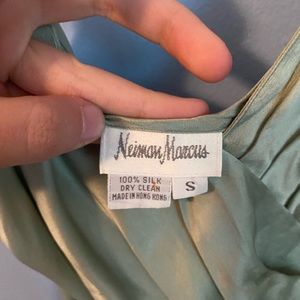 Neiman Marcus
100% SILK
DRY CLEAN
MADE IN HONG KONG
S